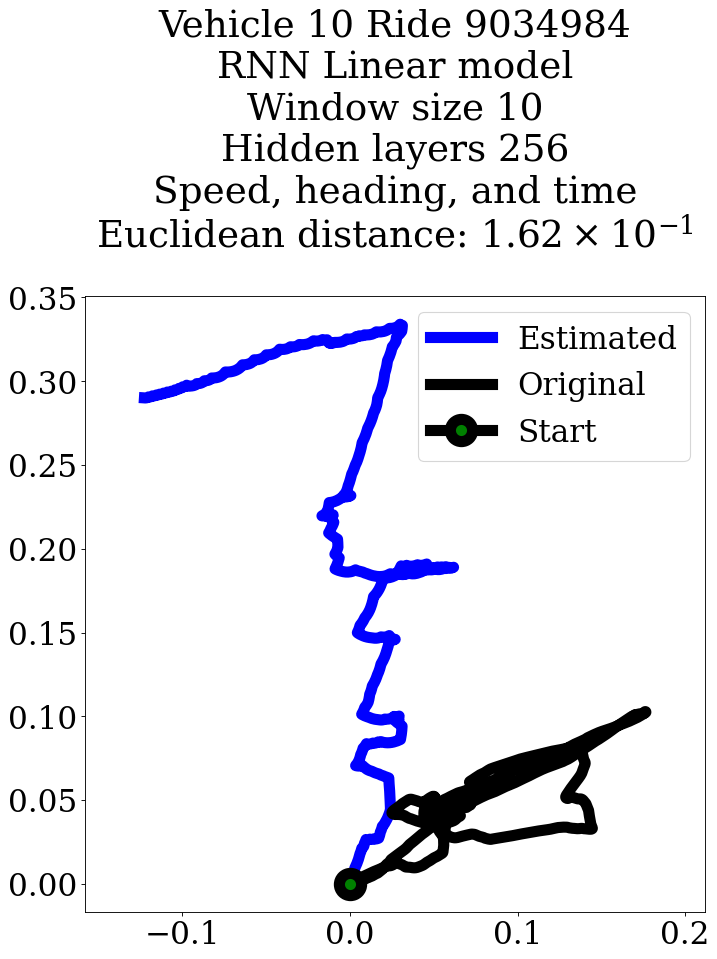 Vehicle 10 Ride 9034984
RNN Linear model
Window size 10
Hidden layers 256
Speed, heading, and time
Euclidean distance: 1.62 × 10⁻¹
0.35
0.30
0.25
0.20
0.15
0.10
0.05
0.00
Estimated
Original
Start
−0.1 0.0 0.1 0.2